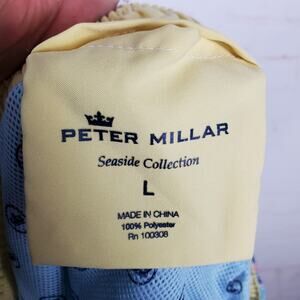 PETER MILLAR
Seaside Collection
L
MADE IN CHINA
100% Polyester
Rn 100308